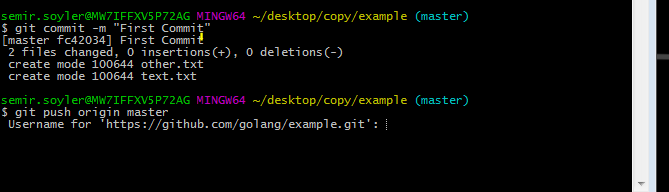 semir.soyler@MW7IFFXV5P72AG MINGW64 ~/desktop/copy/example (master)
$ git commit -m "First Commit"
[master fc42034] First Commit
 2 files changed, 0 insertions(+), 0 deletions(-)
 create mode 100644 other.txt
 create mode 100644 text.txt

semir.soyler@MW7IFFXV5P72AG MINGW64 ~/desktop/copy/example (master)
$ git push origin master
 Username for 'https://github.com/golang/example.git':